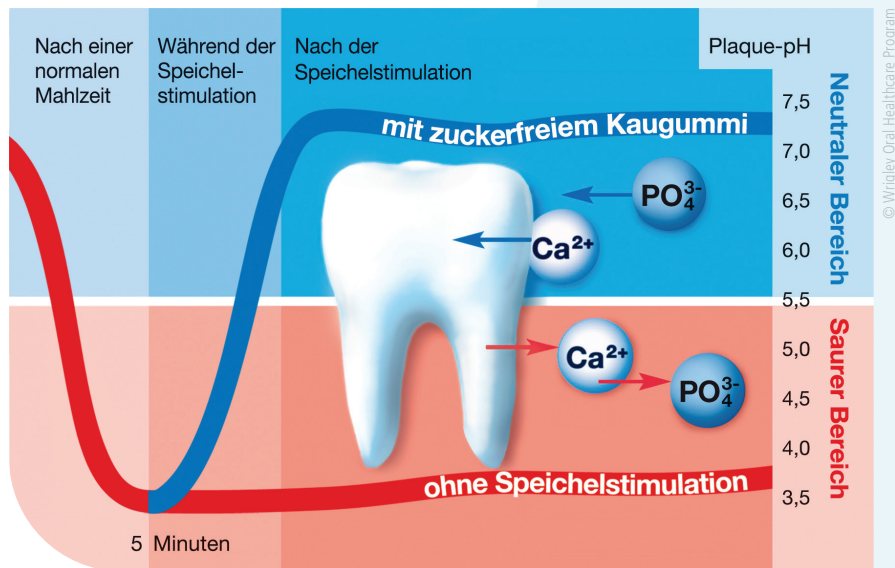 Nach einer
normalen
Mahlzeit
Während der
Speichel-
stimulation
Nach der
Speichelstimulation
Plaque-pH
mit zuckerfreiem Kaugummi
PO₄³⁻
Ca²⁺
Ca²⁺
PO₄³⁻
ohne Speichelstimulation
7,5
7,0
6,5
6,0
5,5
5,0
4,5
4,0
3,5
Neutraler Bereich
Saurer Bereich
5 Minuten
© Wrigley Oral Healthcare Program